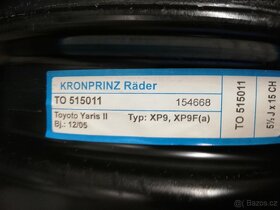 KRONPRINZ Räder
TO 515011 154668
Toyoto Yaris II Typ: XP9, XP9F(a)
Bj.: 12/05
TO 515011
5½ J x 15 CH
Bazoš.cz